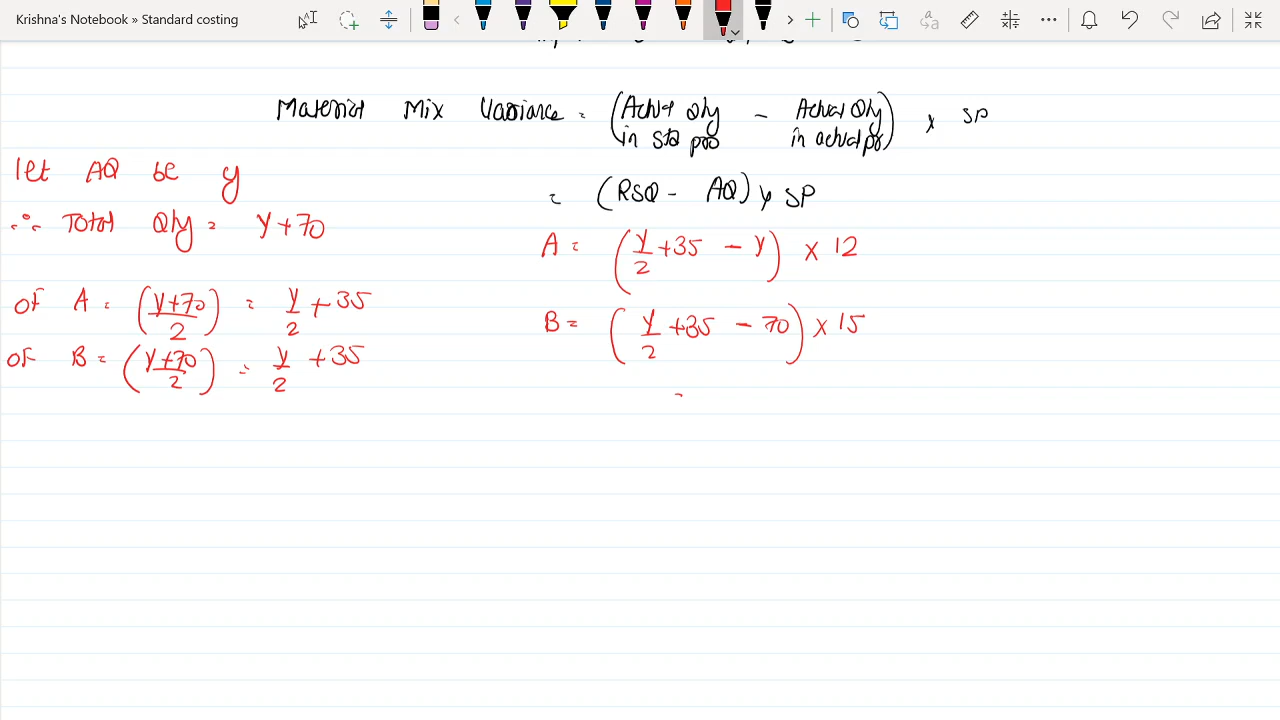 Krishna's Notebook » Standard costing
Material Mix Variance = (Actual Qty in Std pro - Actual Qty in actual pro) x SP
= (RSQ - AQ) x SP
let AQ be y
∴ Total Qty = y+70
A = (y/2 +35 - y) x 12
of A = (y+70/2) = y/2 + 35
B = (y/2 +35 - 70) x 15
of B = (y+70/2) = y/2 +35
=